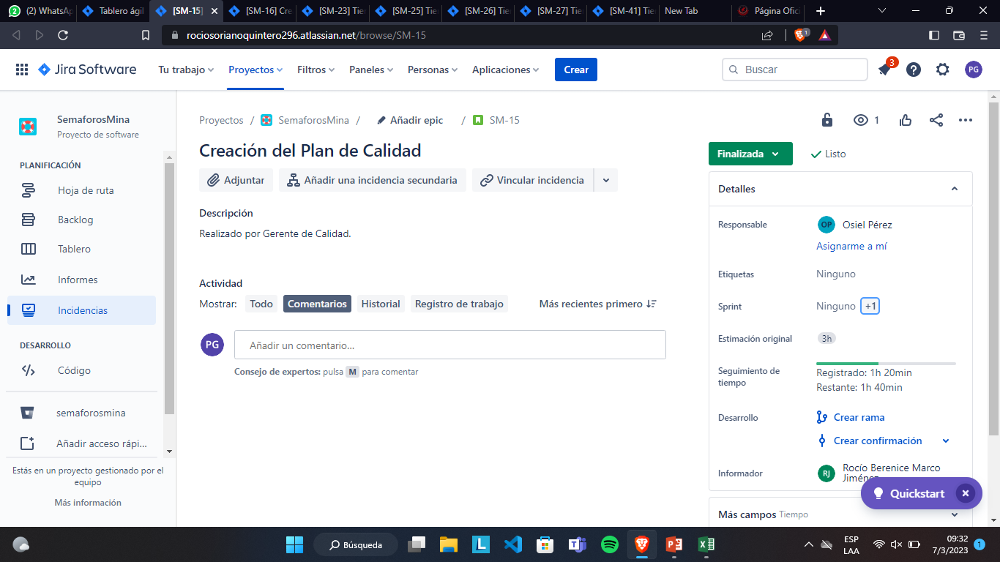 (2) WhatsAp
Tablero ágil
[SM-15]
[SM-16] Cre
[SM-23] Tie
[SM-25] Tie
[SM-26] Tie
[SM-27] Tie
[SM-41] Tie
New Tab
Página Ofici
rociosorianoquintero296.atlassian.net/browse/SM-15
1
Jira Software
Tu trabajo
Proyectos
Filtros
Paneles
Personas
Aplicaciones
Crear
Buscar
3
PG
SemaforosMina
Proyecto de software
PLANIFICACIÓN
Hoja de ruta
Backlog
Tablero
Informes
Incidencias
DESARROLLO
Código
semaforosmina
Añadir acceso rápi...
Estás en un proyecto gestionado por el
equipo
Más información
Proyectos / SemaforosMina / Añadir epic / SM-15
1
Creación del Plan de Calidad
Adjuntar
Añadir una incidencia secundaria
Vincular incidencia
Descripción
Realizado por Gerente de Calidad.
Actividad
Mostrar:
Todo
Comentarios
Historial
Registro de trabajo
Más recientes primero
PG
Añadir un comentario...
Consejo de expertos: pulsa M para comentar
Finalizada
Listo
Detalles
Responsable
OP
Osiel Pérez
Asignarme a mí
Etiquetas
Ninguno
Sprint
Ninguno +1
Estimación original
3h
Seguimiento de
tiempo
Registrado: 1h 20min
Restante: 1h 40min
Desarrollo
Crear rama
Crear confirmación
Informador
RJ
Rocío Berenice Marco
Jiménez
Quickstart
Más campos Tiempo
Búsqueda
ESP
LAA
09:32
7/3/2023
1